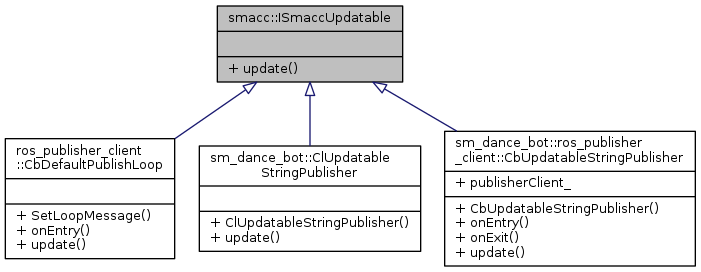 smacc::ISmaccUpdatable
+ update()
ros_publisher_client
::CbDefaultPublishLoop
+ SetLoopMessage()
+ onEntry()
+ update()
sm_dance_bot::ClUpdatable
StringPublisher
+ ClUpdatableStringPublisher()
+ update()
sm_dance_bot::ros_publisher
_client::CbUpdatableStringPublisher
+ publisherClient_
+ CbUpdatableStringPublisher()
+ onEntry()
+ onExit()
+ update()